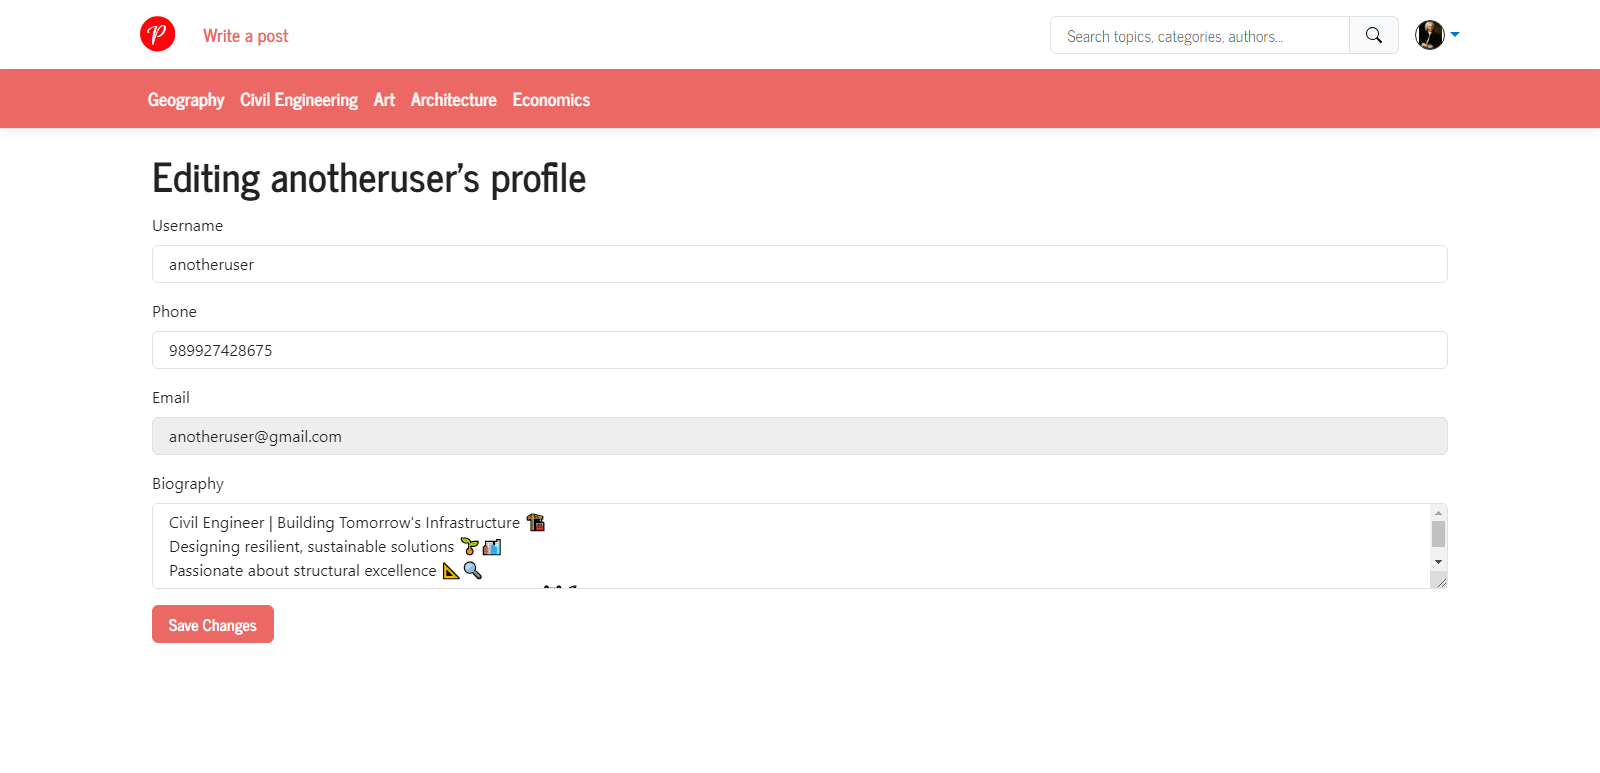 P
Write a post
Search topics, categories, authors...
Geography Civil Engineering Art Architecture Economics
Editing anotheruser's profile
Username
anotheruser
Phone
989927428675
Email
anotheruser@gmail.com
Biography
Civil Engineer | Building Tomorrow's Infrastructure 🏗️
Designing resilient, sustainable solutions 🌱🏙️
Passionate about structural excellence 📐🔍
Save Changes